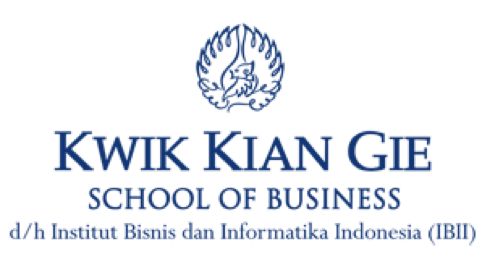 KWIK KIAN GIE
SCHOOL OF BUSINESS
d/h Institut Bisnis dan Informatika Indonesia (IBII)